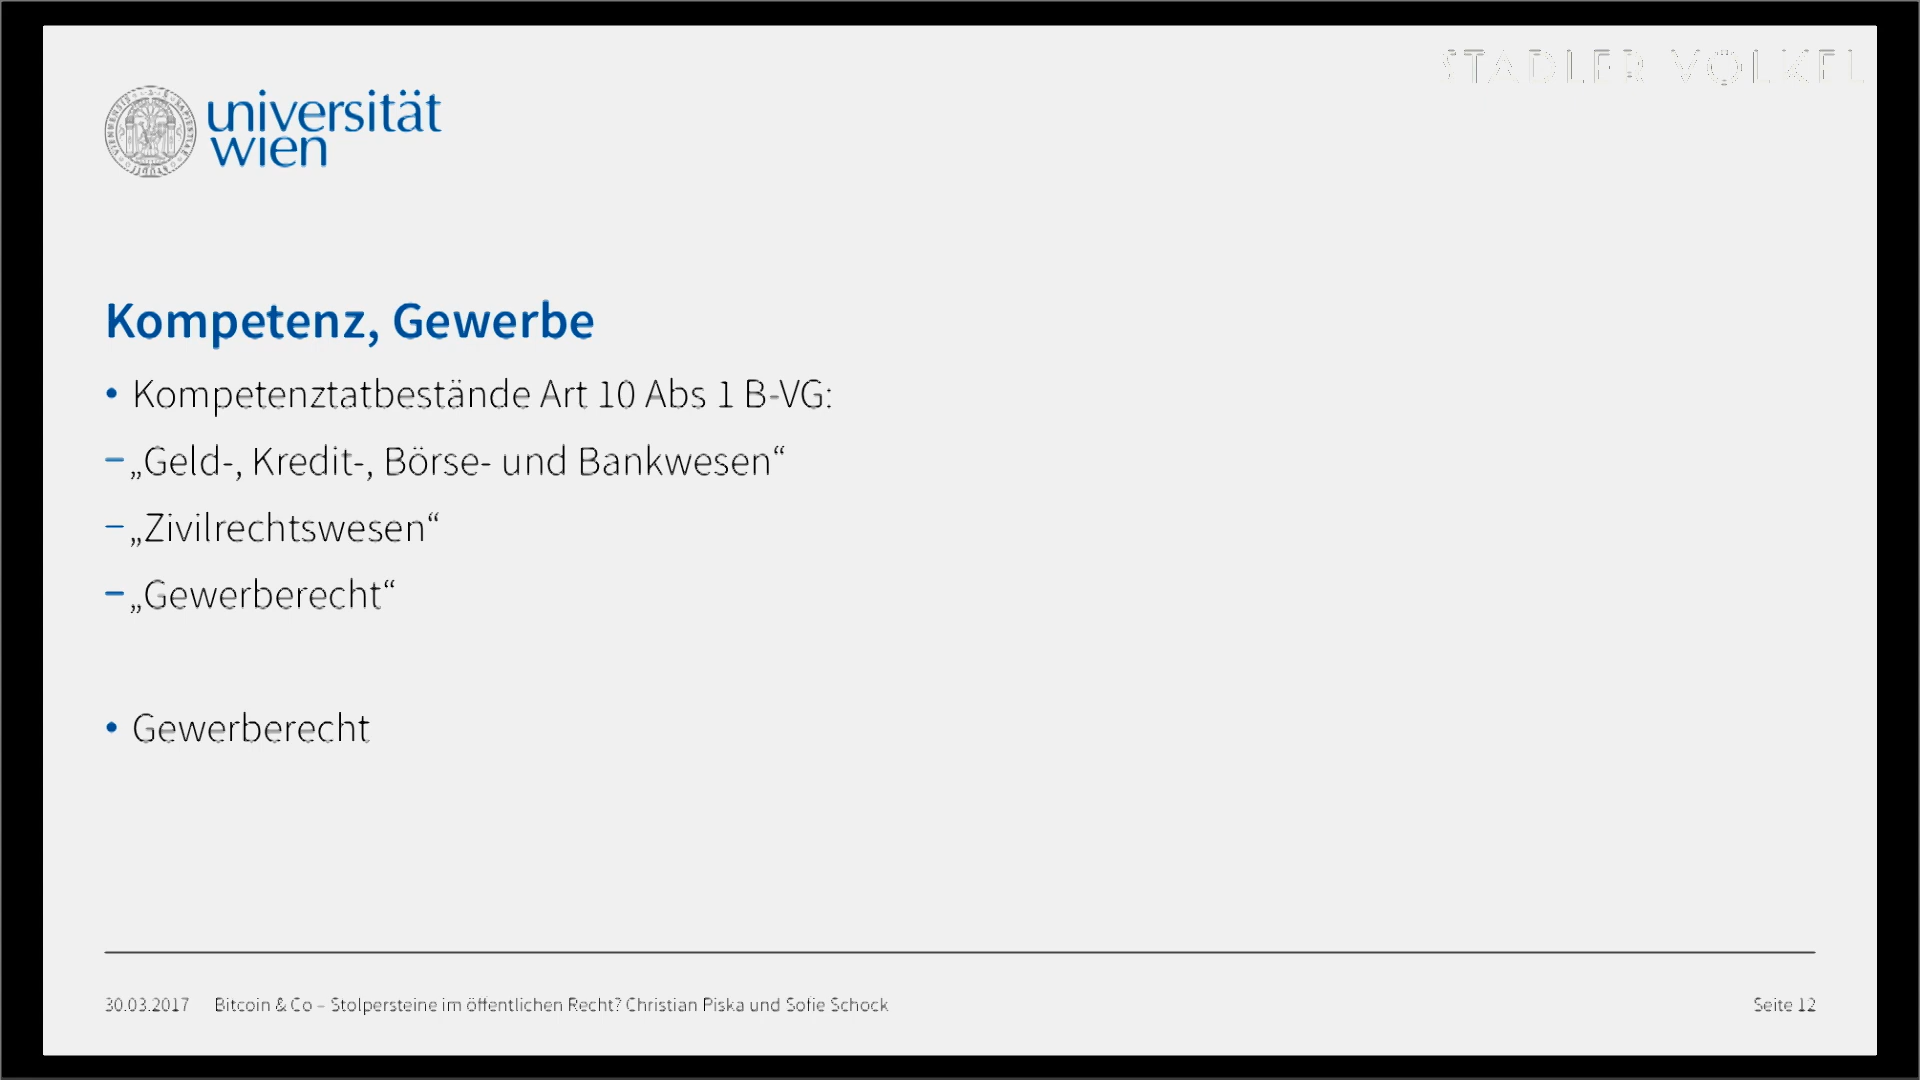 STADLER VÖLKEL
universität
wien
Kompetenz, Gewerbe
• Kompetenztatbestände Art 10 Abs 1 B-VG:
– „Geld-, Kredit-, Börse- und Bankwesen“
– „Zivilrechtswesen“
– „Gewerberecht“
• Gewerberecht
30.03.2017 Bitcoin & Co – Stolpersteine im öffentlichen Recht? Christian Piska und Sofie Schock Seite 12